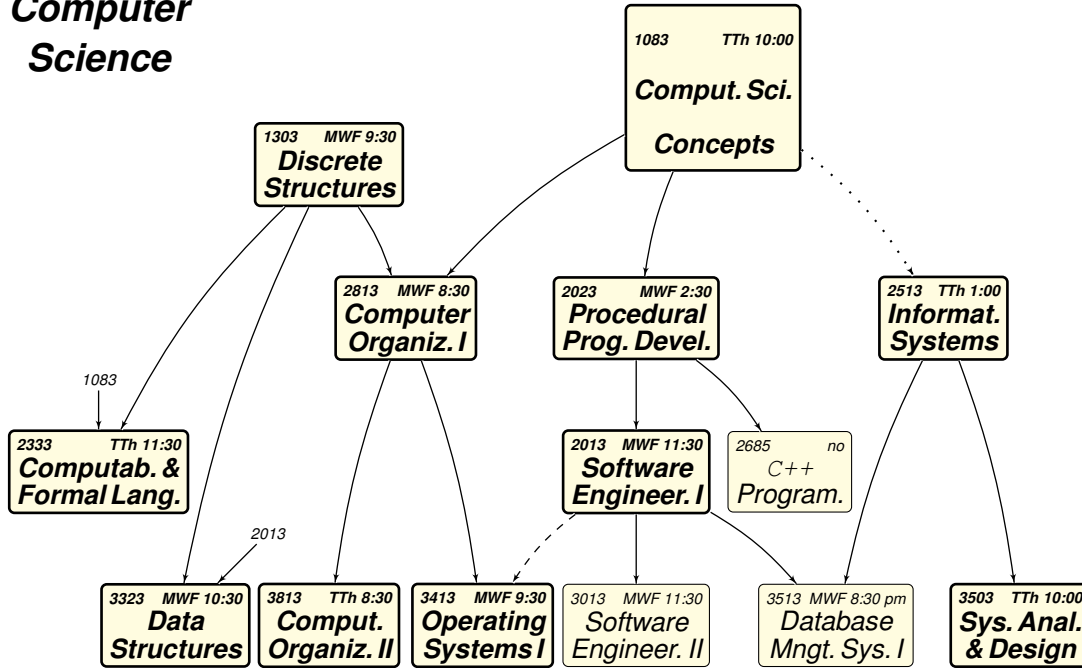 Computer
Science
1083 TTh 10:00
Comput. Sci.
Concepts
1303 MWF 9:30
Discrete
Structures
2813 MWF 8:30
Computer
Organiz. I
2023 MWF 2:30
Procedural
Prog. Devel.
2513 TTh 1:00
Informat.
Systems
1083
2333 TTh 11:30
Computab. &
Formal Lang.
2013 MWF 11:30
Software
Engineer. I
2685 no
C++
Program.
2013
3323 MWF 10:30
Data
Structures
3813 TTh 8:30
Comput.
Organiz. II
3413 MWF 9:30
Operating
Systems I
3013 MWF 11:30
Software
Engineer. II
3513 MWF 8:30 pm
Database
Mngt. Sys. I
3503 TTh 10:00
Sys. Anal.
& Design